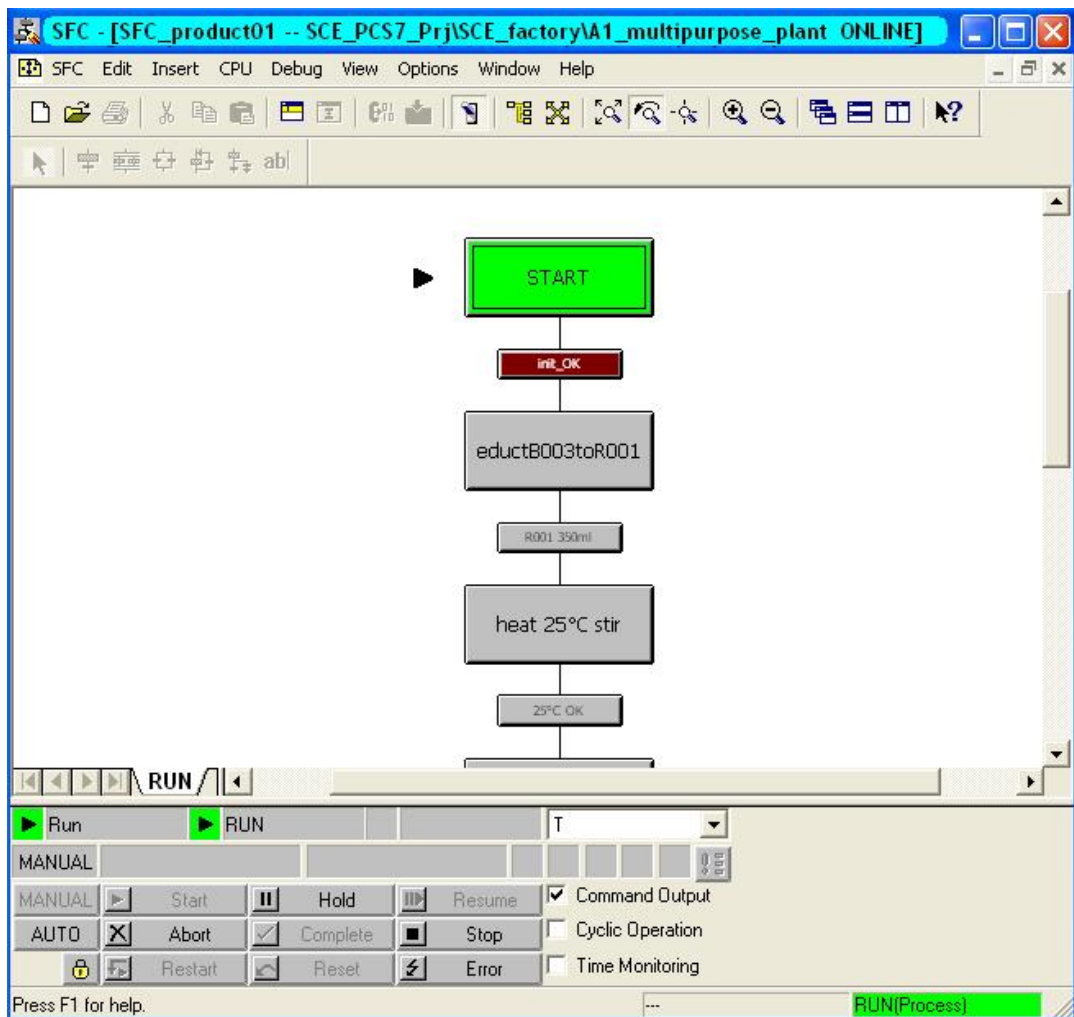 SFC - [SFC_product01 -- SCE_PCS7_Prj\SCE_factory\A1_multipurpose_plant ONLINE]
SFC Edit Insert CPU Debug View Options Window Help
ab|
START
init_OK
eductB003toR001
R001 350ml
heat 25°C stir
25°C OK
RUN
Run RUN T
MANUAL
MANUAL Start Hold Resume Command Output
AUTO Abort Complete Stop Cyclic Operation
Restart Reset Error Time Monitoring
Press F1 for help. --- RUN(Process)